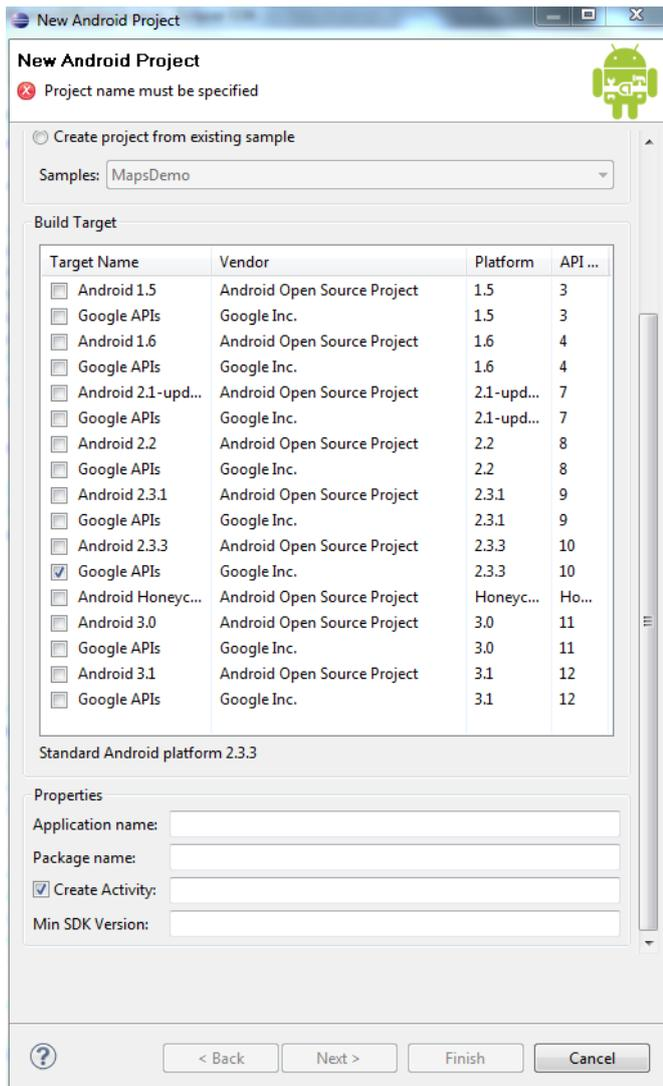 New Android Project
New Android Project
Project name must be specified
Create project from existing sample
Samples: MapsDemo
Build Target
Target Name Vendor Platform API ...
Android 1.5 Android Open Source Project 1.5 3
Google APIs Google Inc. 1.5 3
Android 1.6 Android Open Source Project 1.6 4
Google APIs Google Inc. 1.6 4
Android 2.1-upd... Android Open Source Project 2.1-upd... 7
Google APIs Google Inc. 2.1-upd... 7
Android 2.2 Android Open Source Project 2.2 8
Google APIs Google Inc. 2.2 8
Android 2.3.1 Android Open Source Project 2.3.1 9
Google APIs Google Inc. 2.3.1 9
Android 2.3.3 Android Open Source Project 2.3.3 10
Google APIs Google Inc. 2.3.3 10
Android Honeyc... Android Open Source Project Honeyc... Ho...
Android 3.0 Android Open Source Project 3.0 11
Google APIs Google Inc. 3.0 11
Android 3.1 Android Open Source Project 3.1 12
Google APIs Google Inc. 3.1 12
Standard Android platform 2.3.3
Properties
Application name:
Package name:
Create Activity:
Min SDK Version:
? < Back Next > Finish Cancel